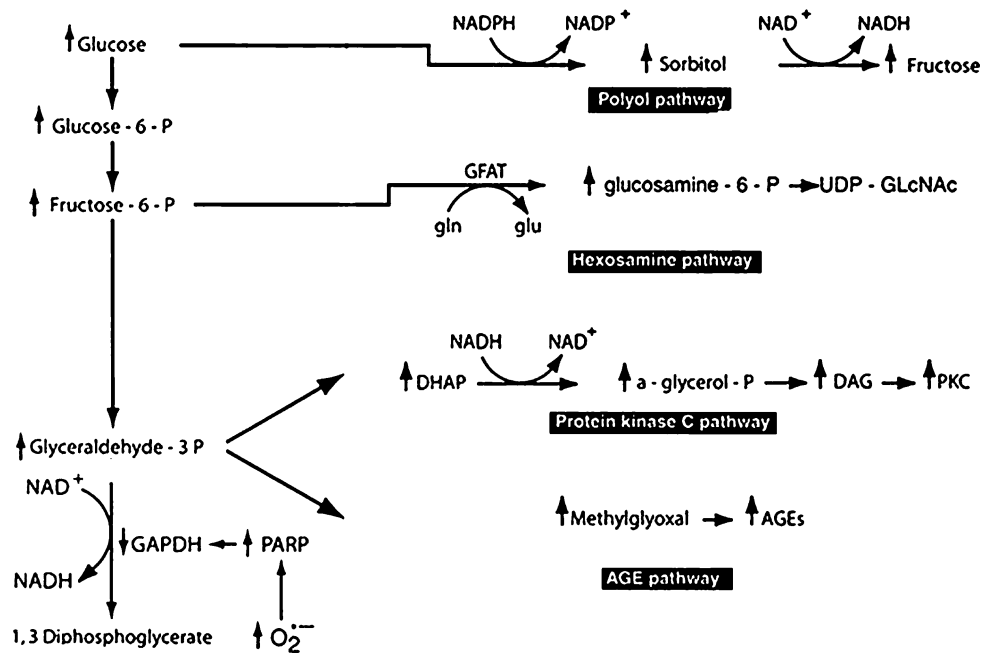 NADPH NADP+ NAD+ NADH
Glucose Sorbitol Fructose
Polyol pathway
Glucose - 6 - P
GFAT
Fructose - 6 - P glucosamine - 6 - P UDP - GLcNAc
gln glu
Hexosamine pathway
NADH NAD+
DHAP a - glycerol - P DAG PKC
Protein kinase C pathway
Glyceraldehyde - 3 P
NAD+
Methylglyoxal AGEs
GAPDH PARP
NADH
AGE pathway
1,3 Diphosphoglycerate O2•−